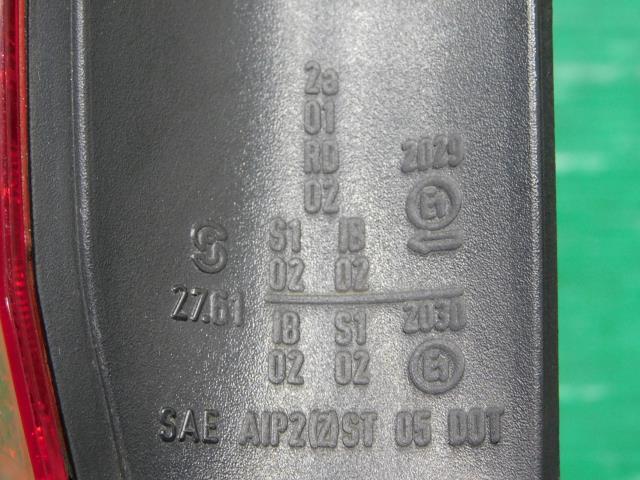 2a
01
RD
02
2029
E1
S1 IB
02 02
S
27.61
2030
IB S1
02 02
E1
SAE AIP2(2)ST 05 DOT